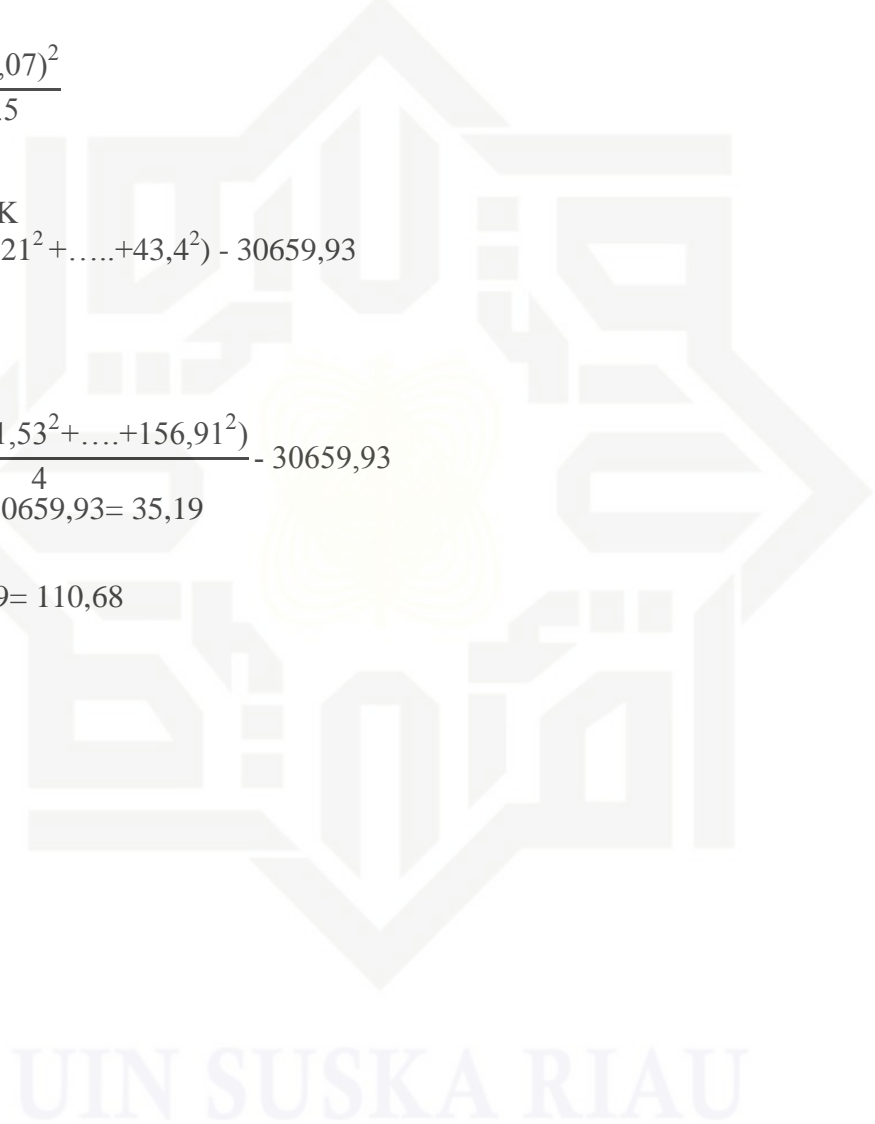 ,07)²
.5
K
21² +…..+43,4²) - 30659,93
1,53²+….+156,91²)
- 30659,93
4
0659,93= 35,19
9= 110,68
UIN SUSKA RIAU